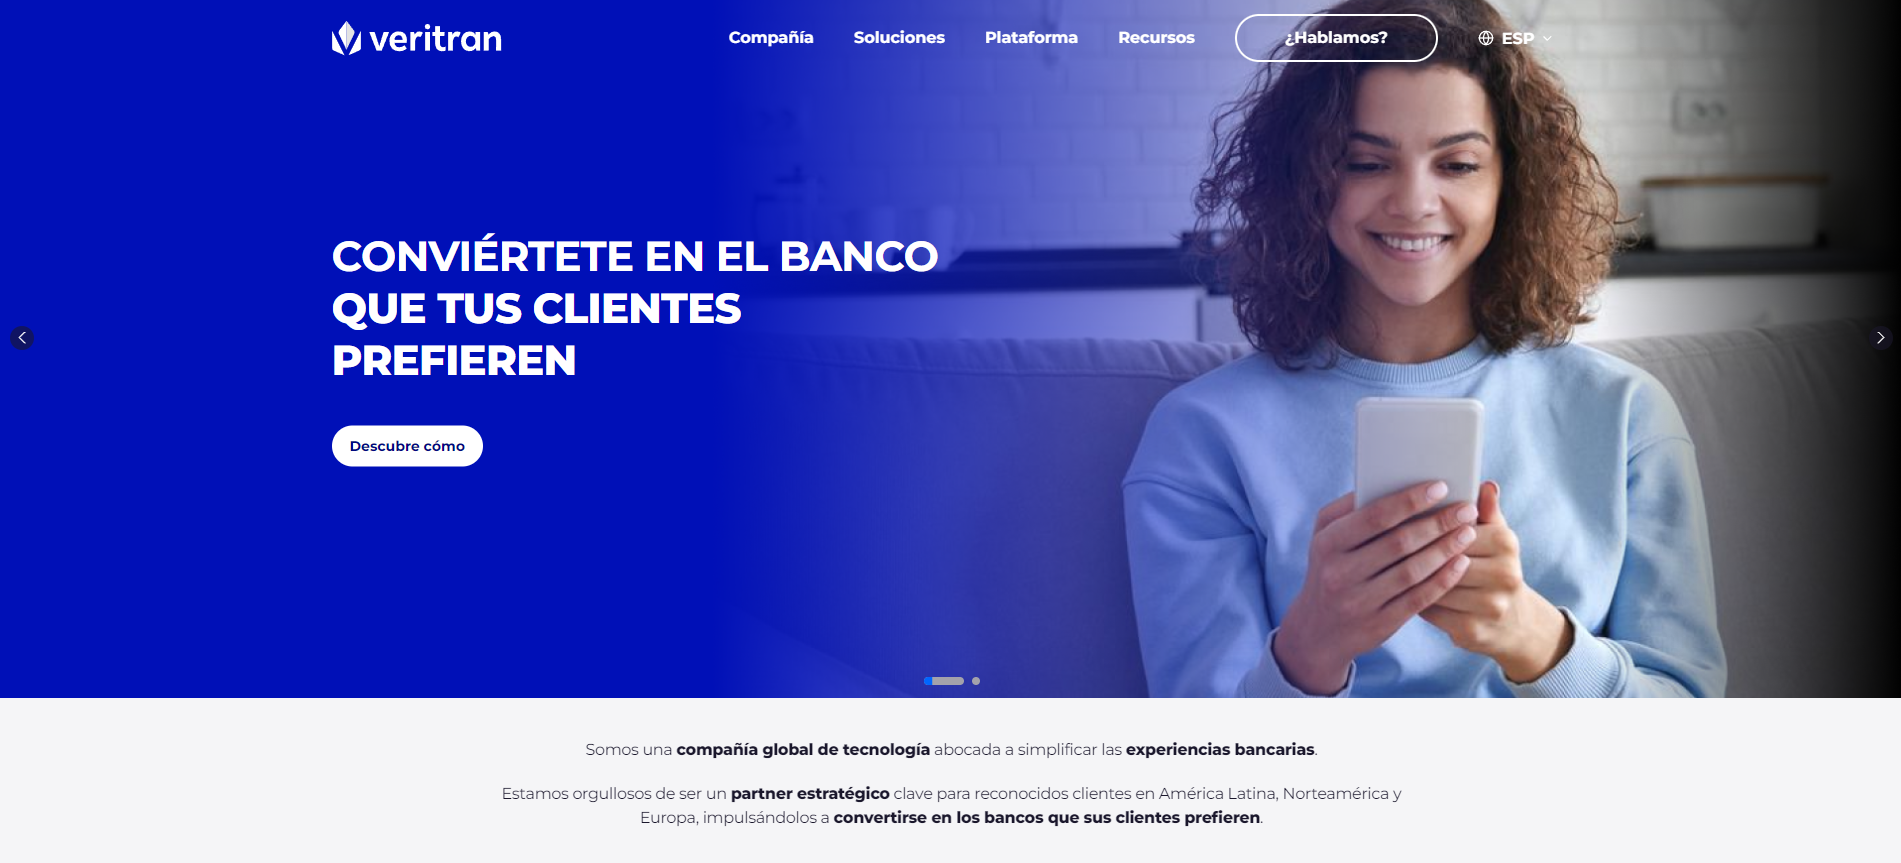 veritran
Compañía
Soluciones
Plataforma
Recursos
¿Hablamos?
ESP
CONVIÉRTETE EN EL BANCO
QUE TUS CLIENTES
PREFIEREN
Descubre cómo
Somos una compañía global de tecnología abocada a simplificar las experiencias bancarias.
Estamos orgullosos de ser un partner estratégico clave para reconocidos clientes en América Latina, Norteamérica y
Europa, impulsándolos a convertirse en los bancos que sus clientes prefieren.